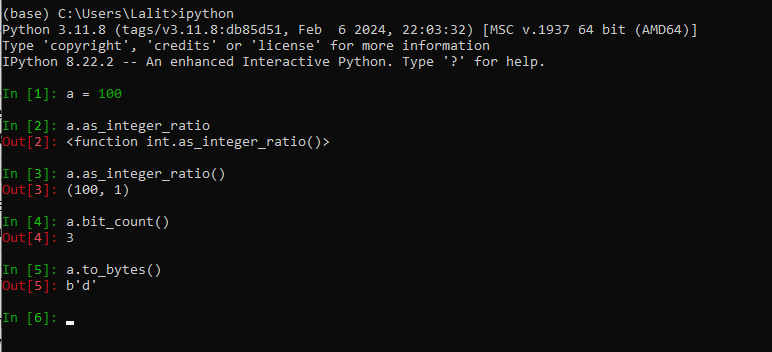 (base) C:\Users\Lalit>ipython
Python 3.11.8 (tags/v3.11.8:db85d51, Feb  6 2024, 22:03:32) [MSC v.1937 64 bit (AMD64)]
Type 'copyright', 'credits' or 'license' for more information
IPython 8.22.2 -- An enhanced Interactive Python. Type '?' for help.
In [1]: a = 100
In [2]: a.as_integer_ratio
Out[2]: <function int.as_integer_ratio()>
In [3]: a.as_integer_ratio()
Out[3]: (100, 1)
In [4]: a.bit_count()
Out[4]: 3
In [5]: a.to_bytes()
Out[5]: b'd'
In [6]: